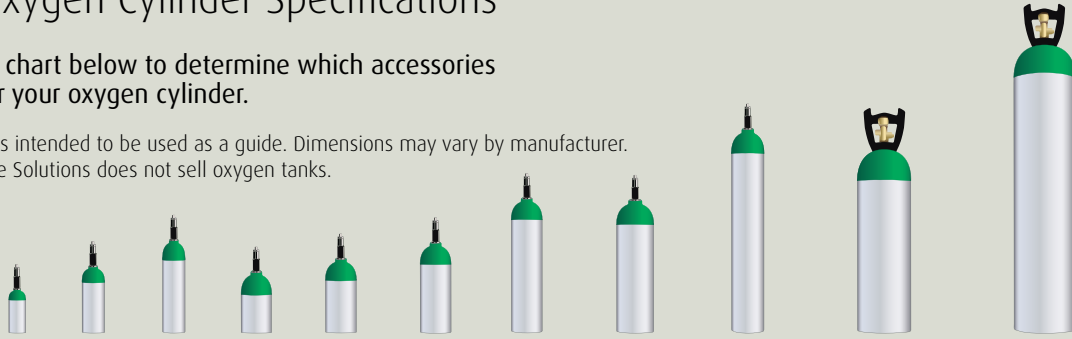 xygen Cylinder Specifications
chart below to determine which accessories
r your oxygen cylinder.
s intended to be used as a guide. Dimensions may vary by manufacturer.
e Solutions does not sell oxygen tanks.